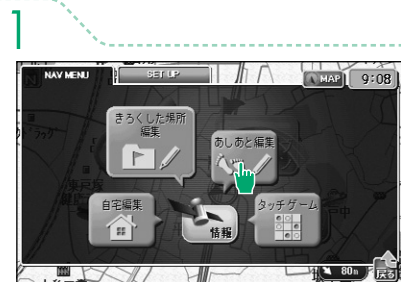 1
NAV MENU
SET UP
MAP
9:08
きろくした場所
編集
あしあと編集
自宅編集
情報
タッチゲーム
80m
戻る